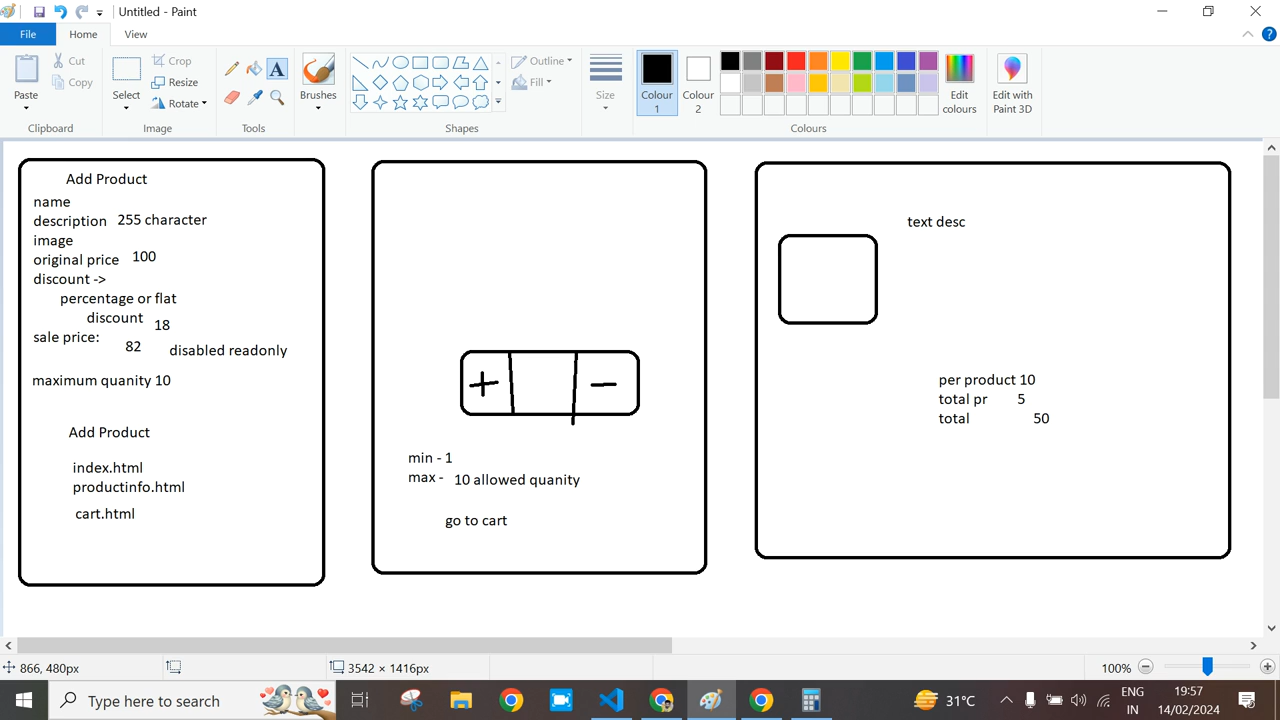 Untitled - Paint
File
Home
View
Paste
Cut
Copy
Clipboard
Select
Crop
Resize
Rotate
Image
A
Tools
Brushes
Outline
Fill
Shapes
Size
Colour 1
Colour 2
Edit colours
Edit with Paint 3D
Colours
Add Product
name
description 255 character
image
original price 100
discount ->
percentage or flat
discount 18
sale price: 82 disabled readonly
maximum quanity 10
Add Product
index.html
productinfo.html
cart.html
+ -
min - 1
max - 10 allowed quanity
go to cart
text desc
per product 10
total pr 5
total 50
866, 480px
3542 × 1416px
100%
Type here to search
31°C
ENG
IN
19:57
14/02/2024